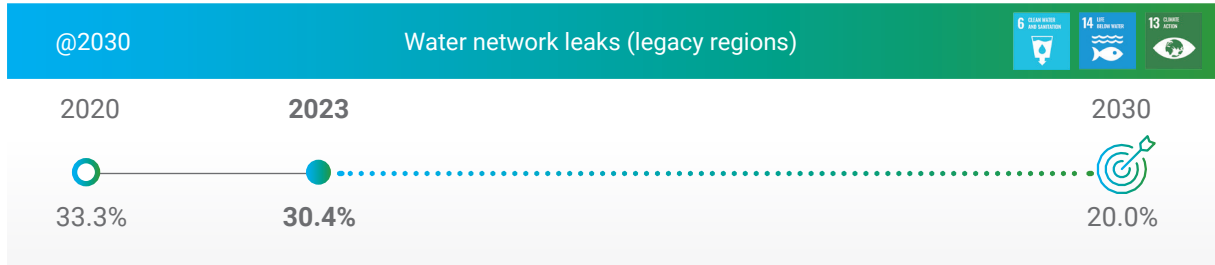 @2030
Water network leaks (legacy regions)
6 CLEAN WATER
AND SANITATION
14 LIFE
BELOW WATER
13 CLIMATE
ACTION
2020
2023
2030
33.3%
30.4%
20.0%